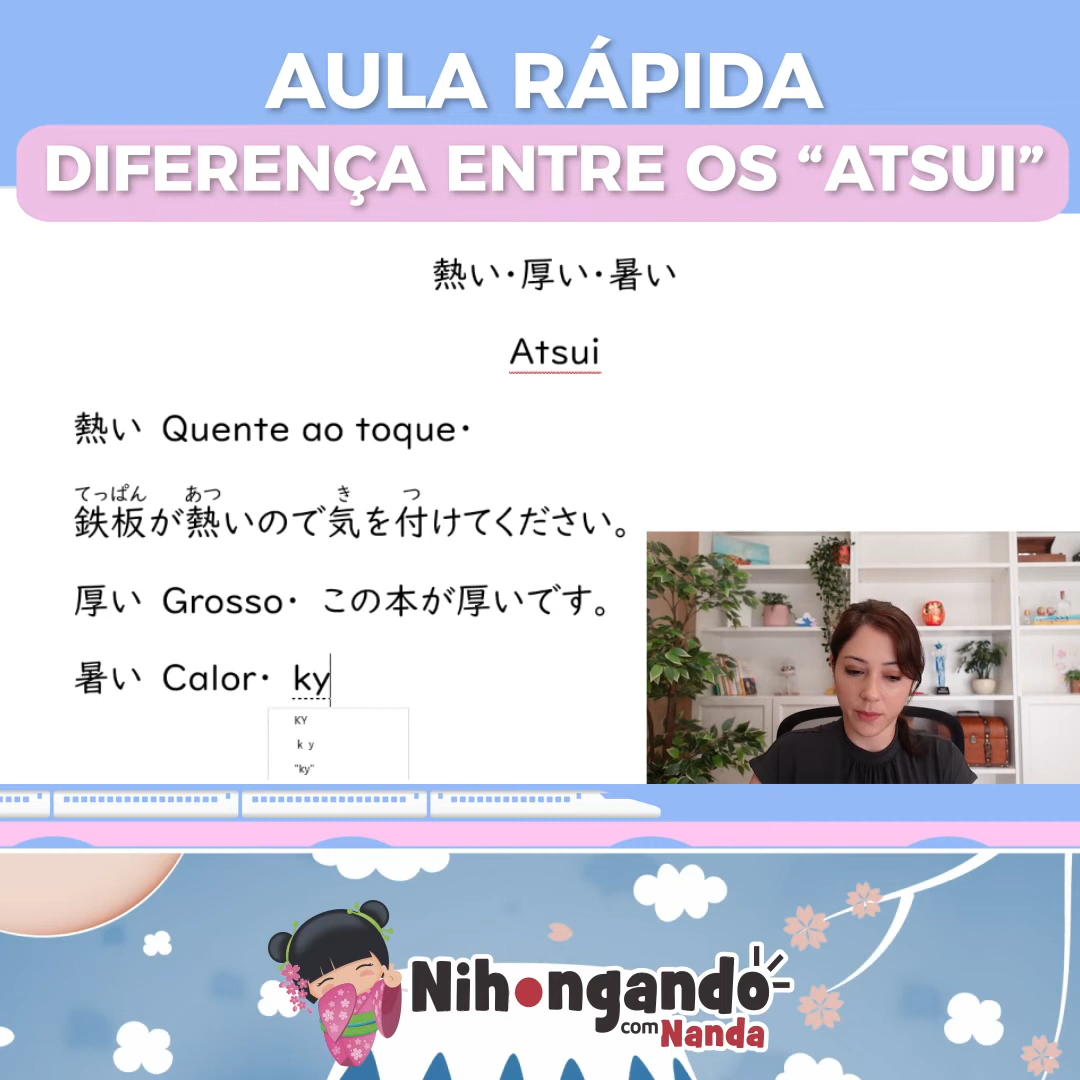 AULA RÁPIDA
DIFERENÇA ENTRE OS “ATSUI”
熱い・厚い・暑い
Atsui
熱い Quente ao toque・
てっぱん あつ き つ
鉄板が熱いので気を付けてください。
厚い Grosso・ この本が厚いです。
暑い Calor・ ky
KY
k y
"ky"
Nihongando
com Nanda